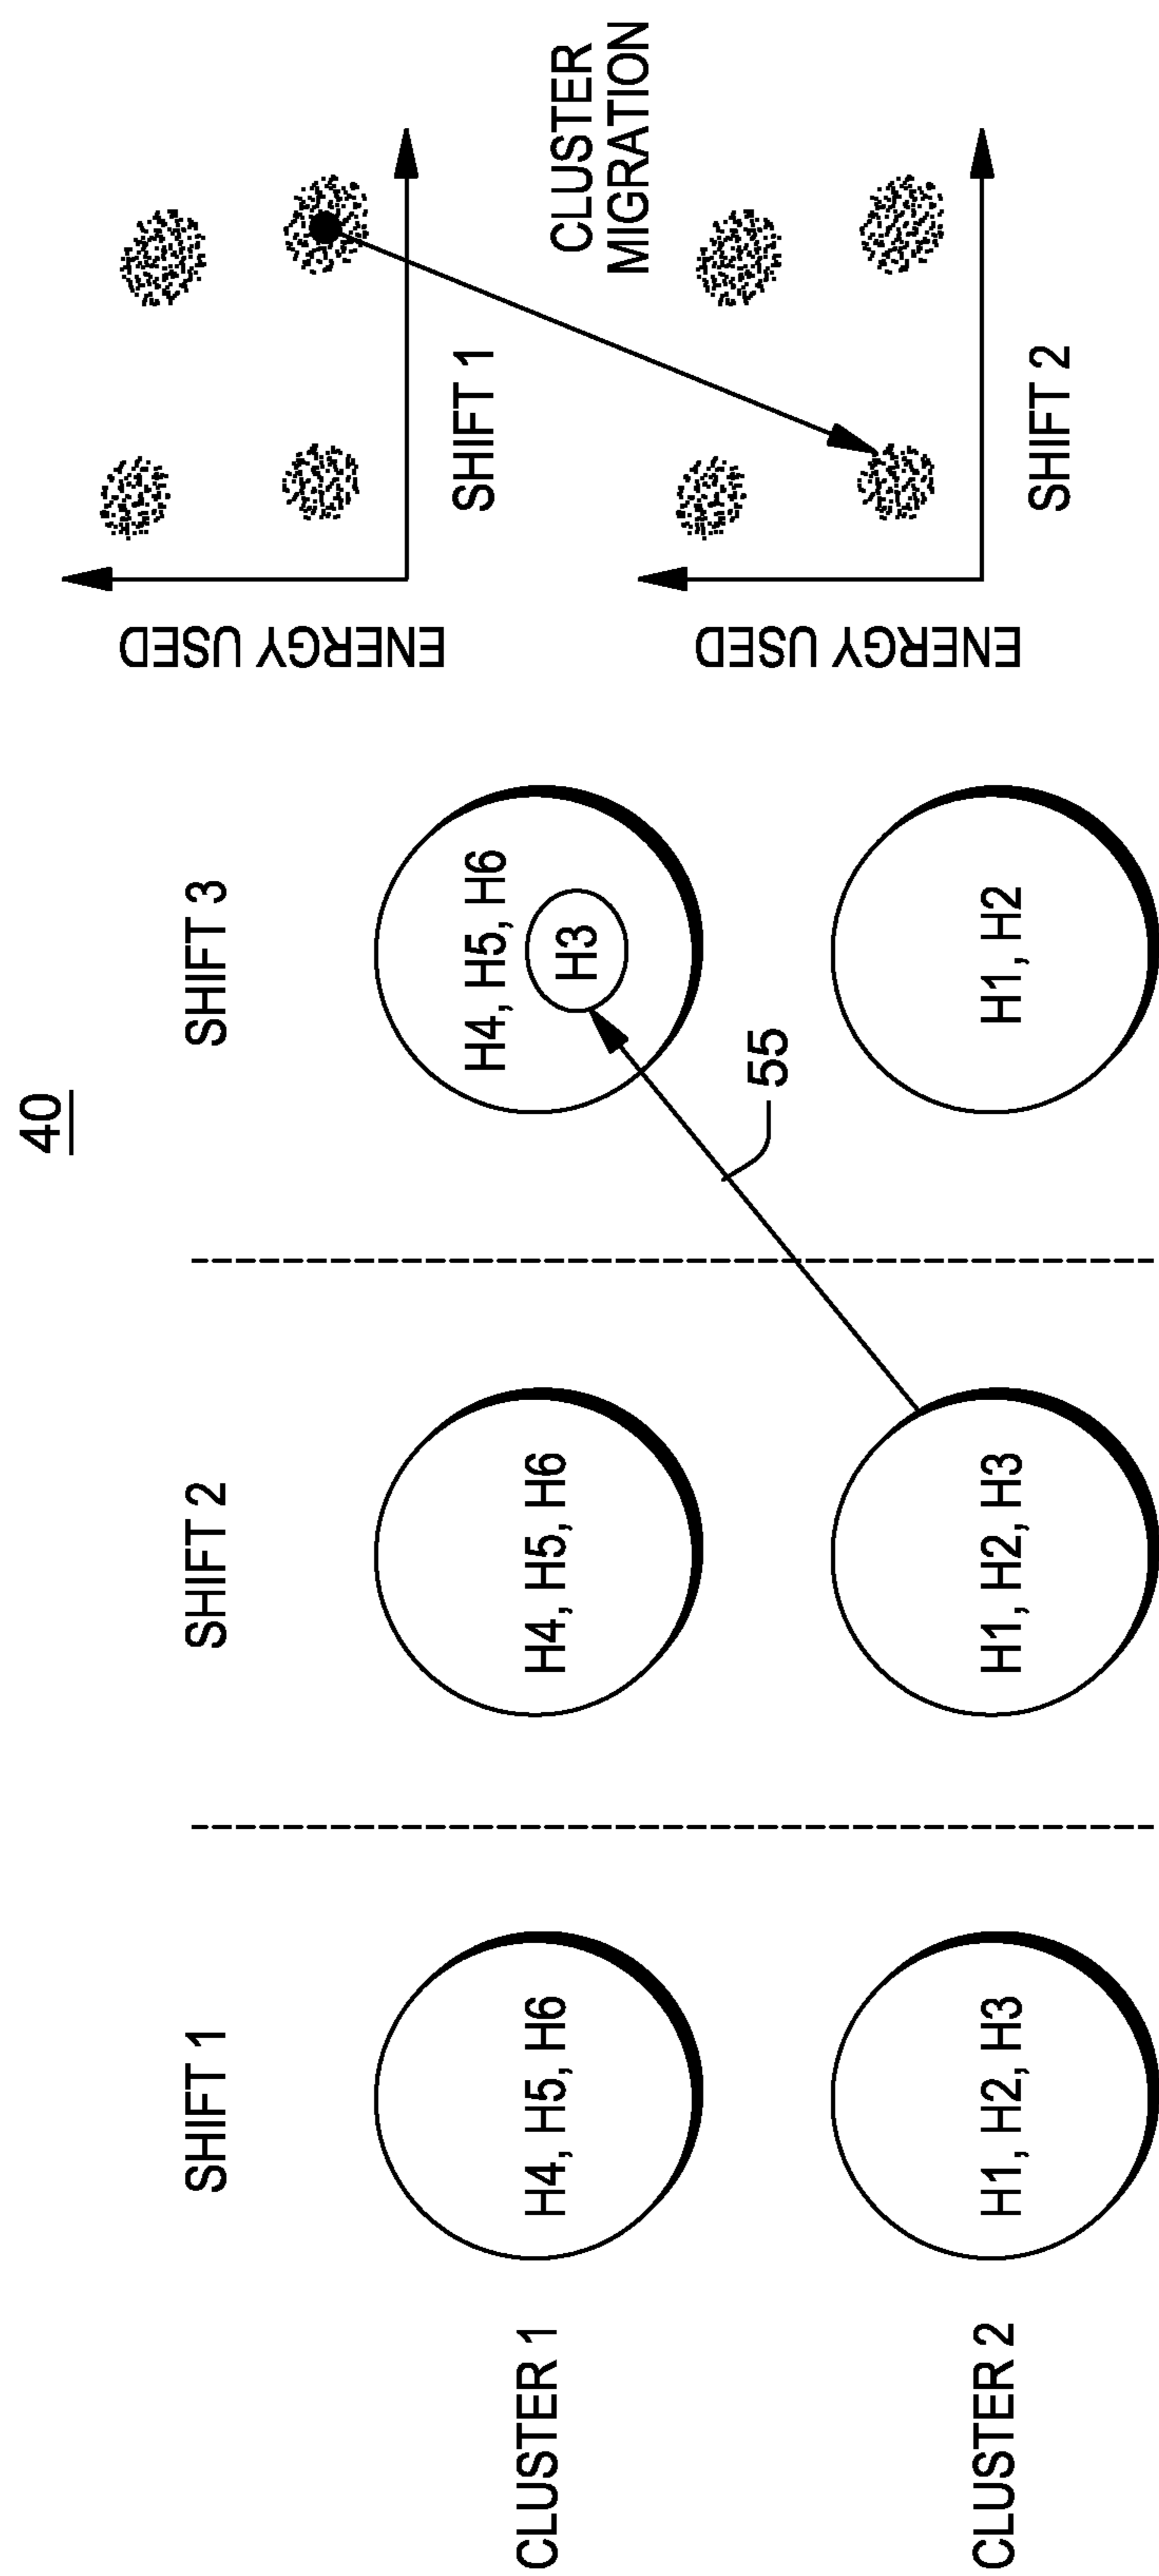 40
SHIFT 1
SHIFT 2
SHIFT 3
CLUSTER 1
H4, H5, H6
H4, H5, H6
H4, H5, H6
H3
55
CLUSTER 2
H1, H2, H3
H1, H2, H3
H1, H2
ENERGY USED
SHIFT 1
CLUSTER
MIGRATION
ENERGY USED
SHIFT 2